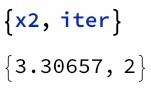 {x2, iter}
{3.30657, 2}